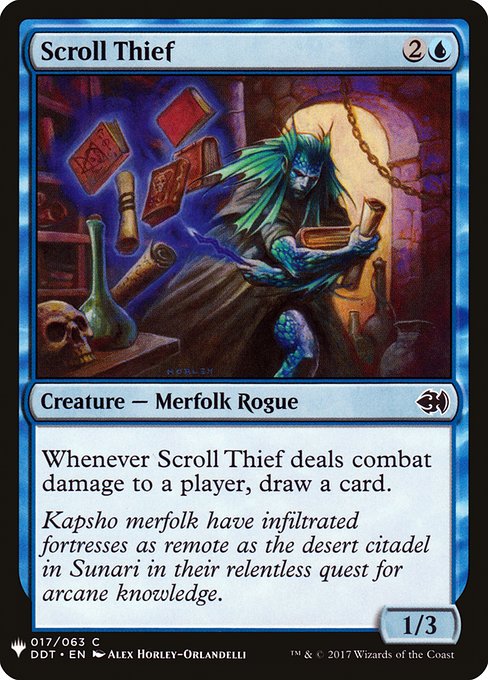 Scroll Thief 2
HORLEY
Creature — Merfolk Rogue
Whenever Scroll Thief deals combat
damage to a player, draw a card.
Kapsho merfolk have infiltrated
fortresses as remote as the desert citadel
in Sunari in their relentless quest for
arcane knowledge.
1/3
017/063 C
DDT • EN Alex Horley-Orlandelli
™ & © 2017 Wizards of the Coast